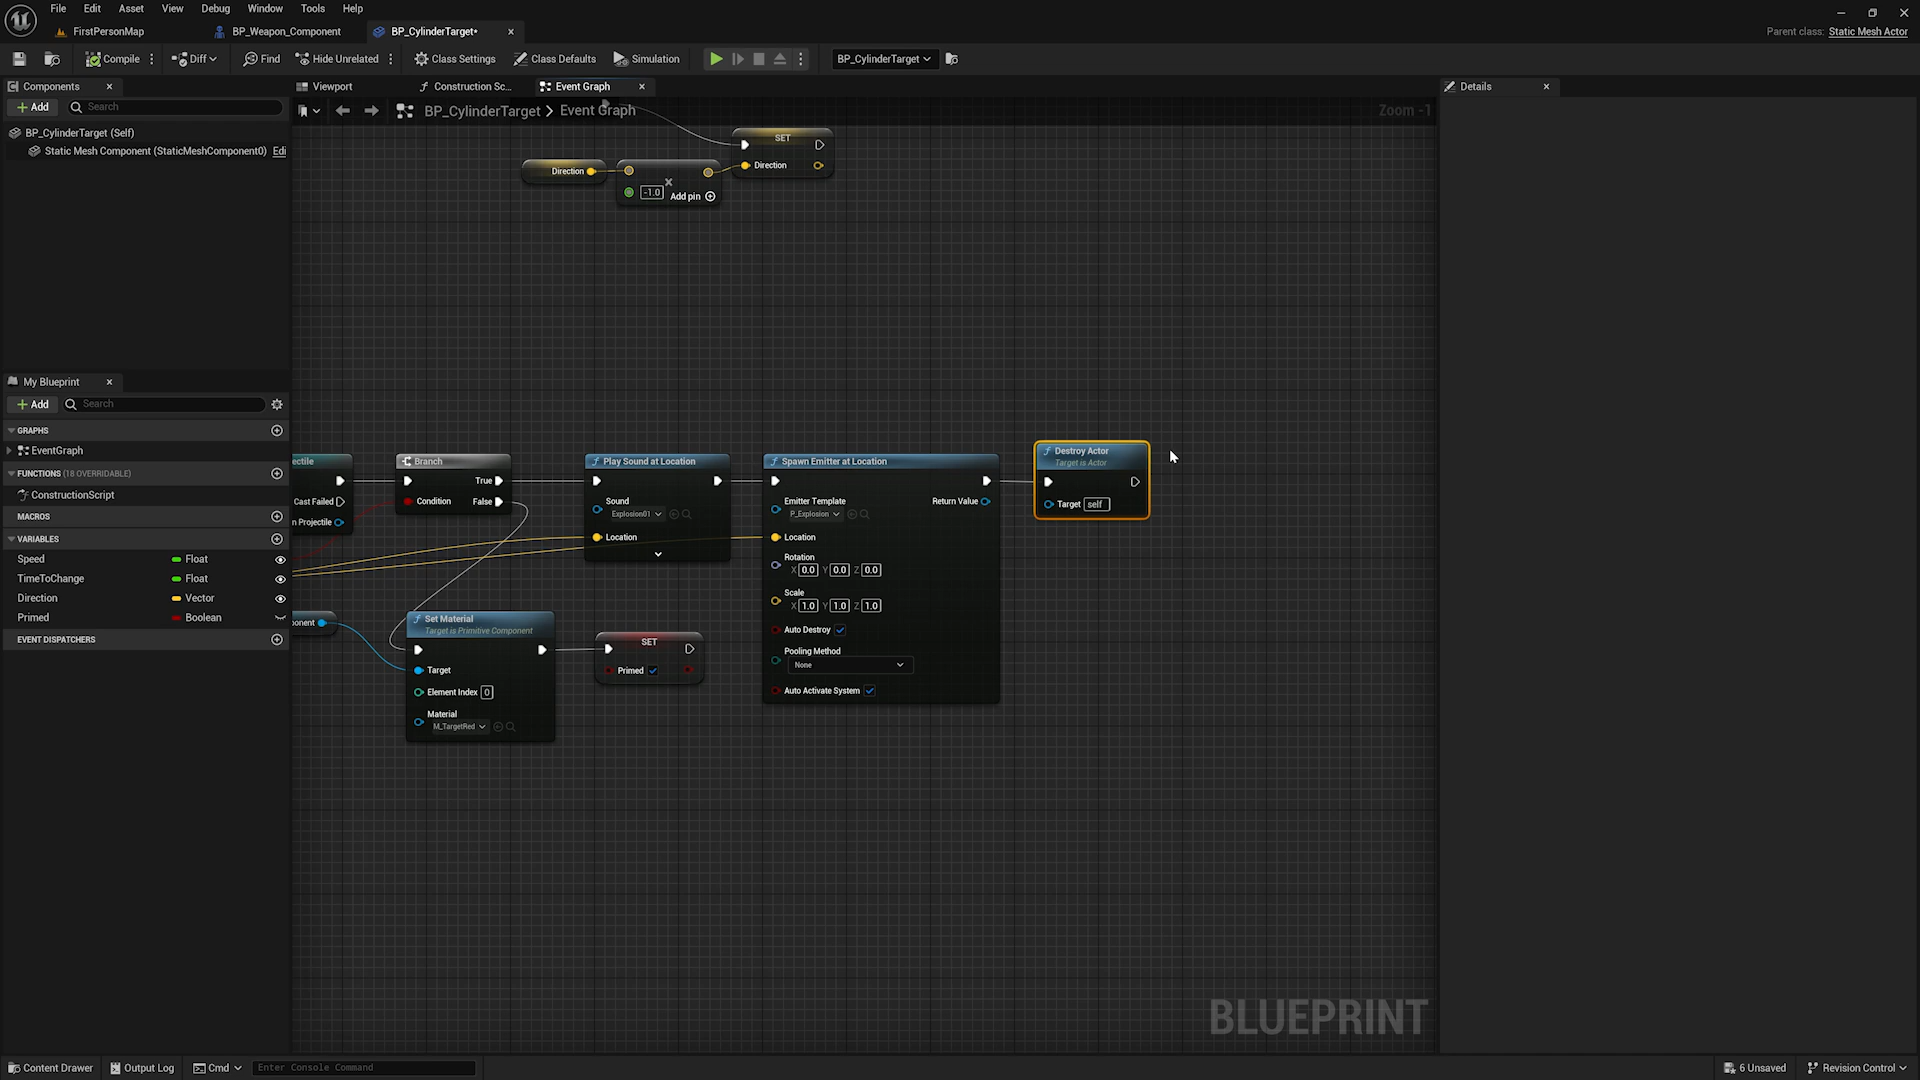 File Edit Asset View Debug Window Tools Help
FirstPersonMap BP_Weapon_Component BP_CylinderTarget*
Parent class: Static Mesh Actor
Compile Diff Find Hide Unrelated Class Settings Class Defaults Simulation BP_CylinderTarget
Components Viewport Construction Sc... Event Graph Details
Add Search
BP_CylinderTarget > Event Graph Zoom -1
BP_CylinderTarget (Self)
Static Mesh Component (StaticMeshComponent0) Edi
SET
Direction
Direction
-1.0
Add pin
My Blueprint
Add Search
GRAPHS
EventGraph
FUNCTIONS (18 OVERRIDABLE)
ConstructionScript
MACROS
VARIABLES
Speed Float
TimeToChange Float
Direction Vector
Primed Boolean
EVENT DISPATCHERS
ectile
Cast Failed
n Projectile
Branch
True
Condition False
Play Sound at Location
Sound
Explosion01
Location
Spawn Emitter at Location
Emitter Template Return Value
P_Explosion
Location
Rotation
X 0.0 Y 0.0 Z 0.0
Scale
X 1.0 Y 1.0 Z 1.0
Auto Destroy
Pooling Method
None
Auto Activate System
Destroy Actor
Target is Actor
Target self
onent
Set Material
Target is Primitive Component
Target
Element Index 0
Material
M_TargetRed
SET
Primed
BLUEPRINT
Content Drawer Output Log Cmd Enter Console Command 6 Unsaved Revision Control